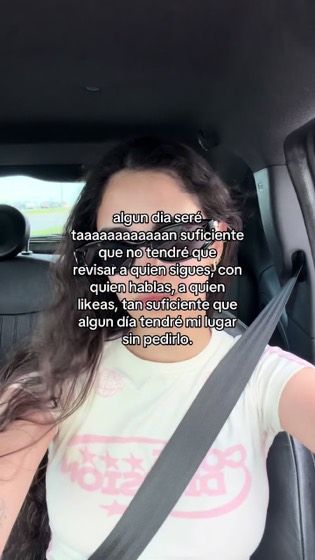 algun dia seré
taaaaaaaaaaaan suficiente
que no tendré que
revisar a quien sigues, con
quien hablas, a quien
likeas, tan suficiente que
algun día tendré mi lugar
sin pedirlo.